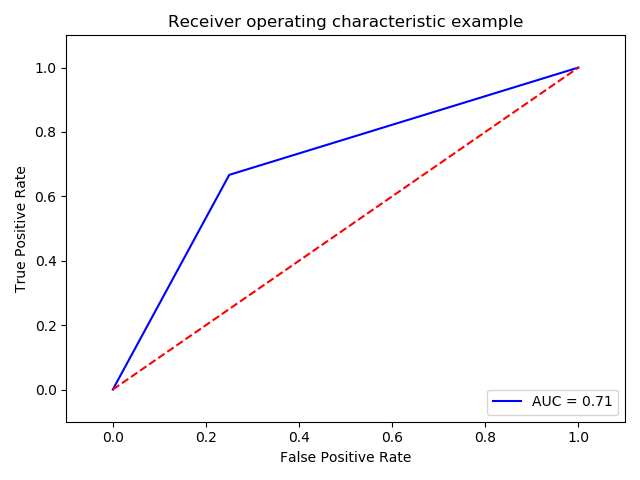 Receiver operating characteristic example
True Positive Rate
1.0
0.8
0.6
0.4
0.2
0.0
AUC = 0.71
0.0 0.2 0.4 0.6 0.8 1.0
False Positive Rate